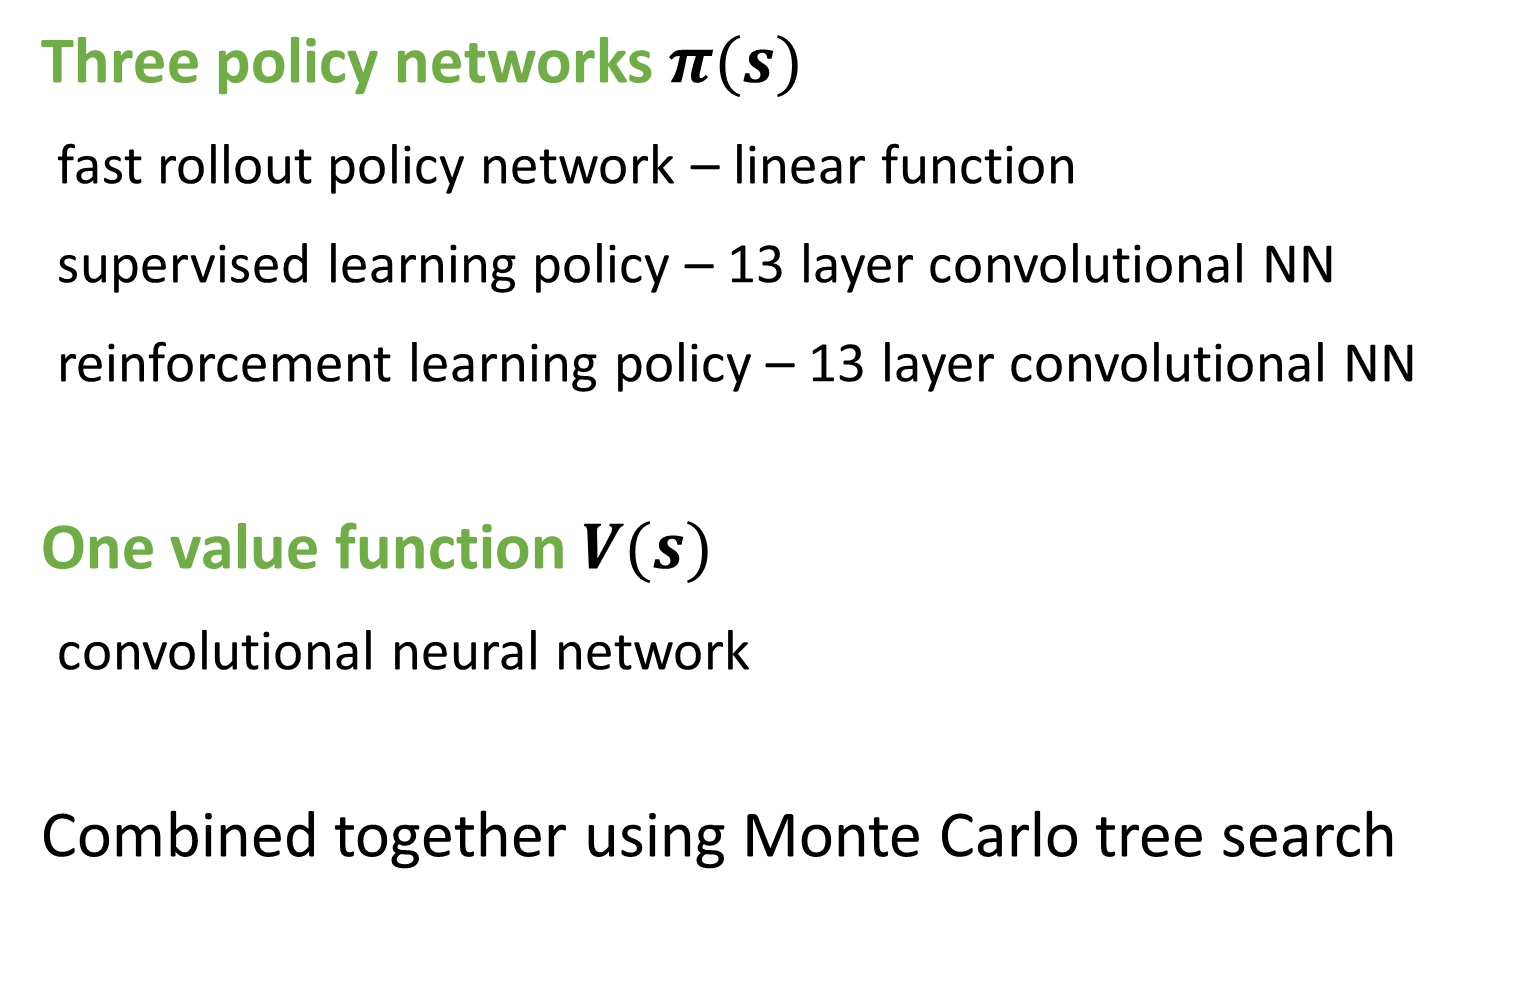 Three policy networks π(s)
fast rollout policy network – linear function
supervised learning policy – 13 layer convolutional NN
reinforcement learning policy – 13 layer convolutional NN
One value function V(s)
convolutional neural network
Combined together using Monte Carlo tree search